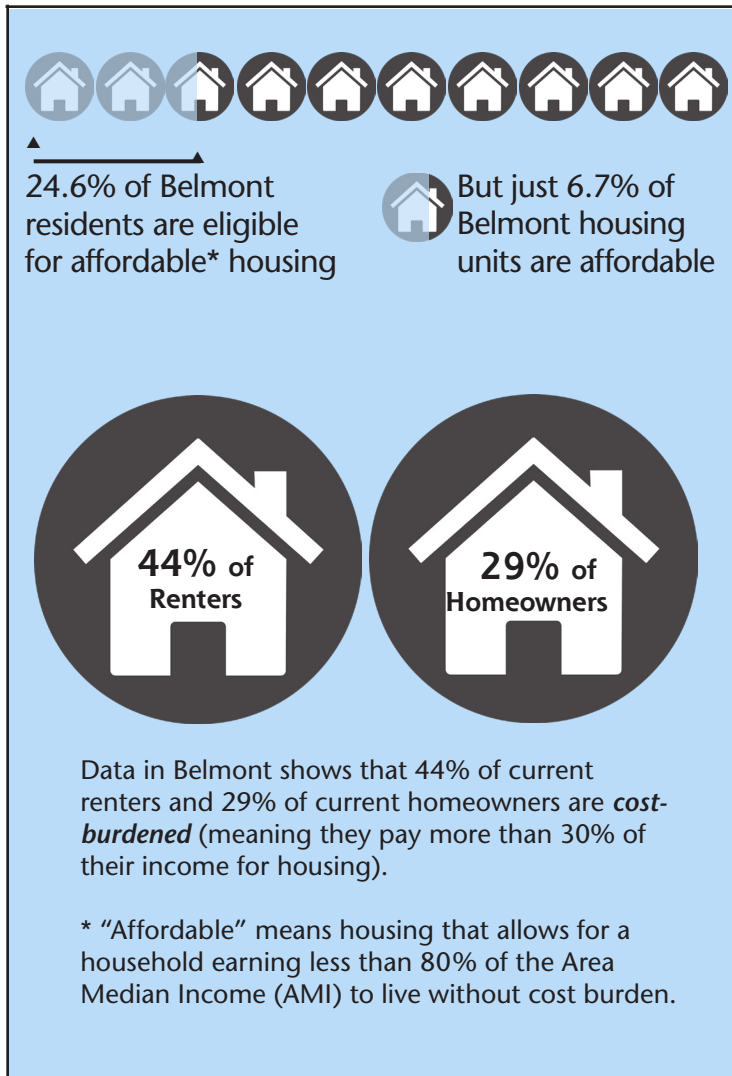 24.6% of Belmont
residents are eligible
for affordable* housing
But just 6.7% of
Belmont housing
units are affordable
44% of
Renters
29% of
Homeowners
Data in Belmont shows that 44% of current
renters and 29% of current homeowners are cost-
burdened (meaning they pay more than 30% of
their income for housing).
* “Affordable” means housing that allows for a
household earning less than 80% of the Area
Median Income (AMI) to live without cost burden.